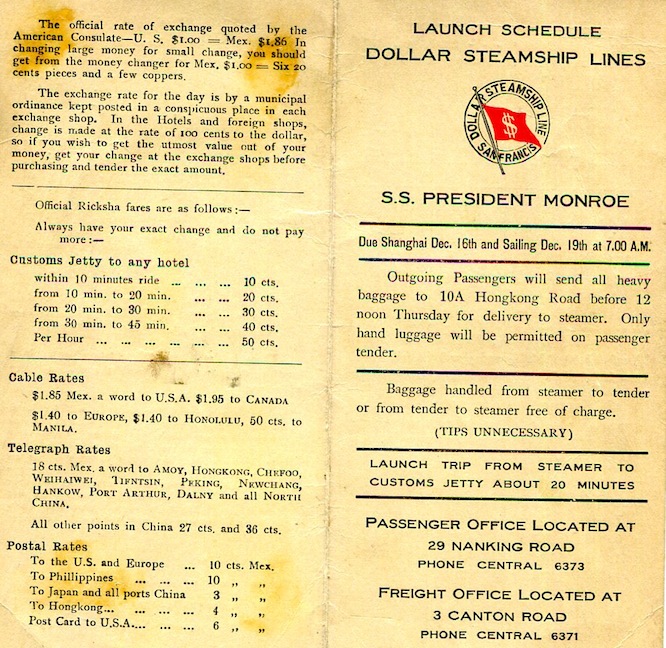 The official rate of exchange quoted by the
American Consulate—U. S. $1.00 = Mex. $1.86 In
changing large money for small change, you should
get from the money changer for Mex. $1.00 = Six 20
cents pieces and a few coppers.
The exchange rate for the day is by a municipal
ordinance kept posted in a conspicuous place in each
exchange shop. In the Hotels and foreign shops,
change is made at the rate of 100 cents to the dollar,
so if you wish to get the utmost value out of your
money, get your change at the exchange shops before
purchasing and tender the exact amount.
Official Ricksha fares are as follows :—
Always have your exact change and do not pay
more :—
Customs Jetty to any hotel
within 10 minutes ride ... ... ... 10 cts.
from 10 min. to 20 min. ... ... 20 cts.
from 20 min. to 30 min. ... ... 30 cts.
from 30 min. to 45 min. ... ... 40 cts.
Per Hour ... ... ... ... ... ... 50 cts.
Cable Rates
$1.85 Mex. a word to U.S.A. $1.95 to CANADA
$1.40 to EUROPE, $1.40 to HONOLULU, 50 cts. to
MANILA.
Telegraph Rates
18 cts. Mex. a word to AMOY, HONGKONG, CHEFOO,
WEIHAIWEI, TIENTSIN, PEKING, NEWCHANG,
HANKOW, PORT ARTHUR, DALNY and all NORTH
CHINA.
All other points in China 27 cts. and 36 cts.
Postal Rates
To the U.S. and Europe ... 10 cts. Mex.
To Phillippines ... ... ... 10 ,, ,,
To Japan and all ports China 3 ,, ,,
To Hongkong... ... ... ... 4 ,, ,,
Post Card to U.S.A.... ... ... 6 ,, ,,
LAUNCH SCHEDULE
DOLLAR STEAMSHIP LINES
DOLLAR STEAMSHIP LINE
$
SAN FRANCIS
S.S. PRESIDENT MONROE
Due Shanghai Dec. 16th and Sailing Dec. 19th at 7.00 A.M.
Outgoing Passengers will send all heavy
baggage to 10A Hongkong Road before 12
noon Thursday for delivery to steamer. Only
hand luggage will be permitted on passenger
tender.
Baggage handled from steamer to tender
or from tender to steamer free of charge.
(TIPS UNNECESSARY)
LAUNCH TRIP FROM STEAMER TO
CUSTOMS JETTY ABOUT 20 MINUTES
PASSENGER OFFICE LOCATED AT
29 NANKING ROAD
PHONE CENTRAL 6373
FREIGHT OFFICE LOCATED AT
3 CANTON ROAD
PHONE CENTRAL 6371